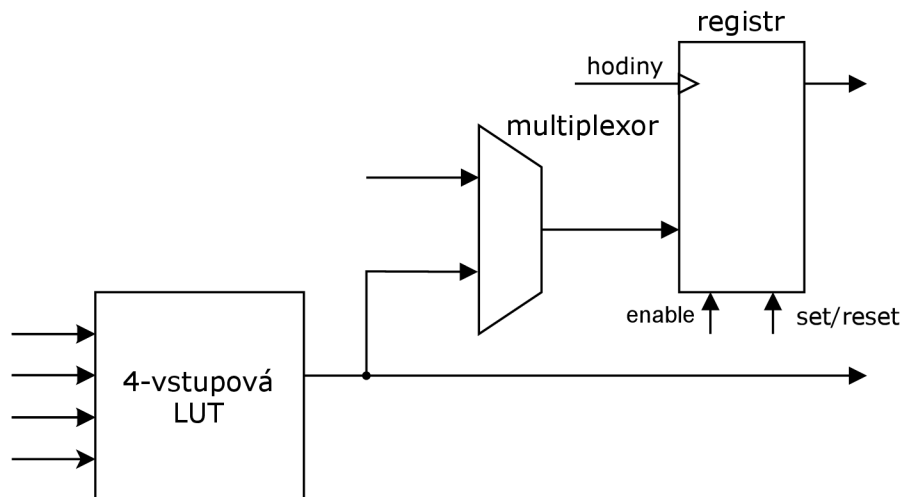 registr
hodiny
multiplexor
enable
set/reset
4-vstupová
LUT